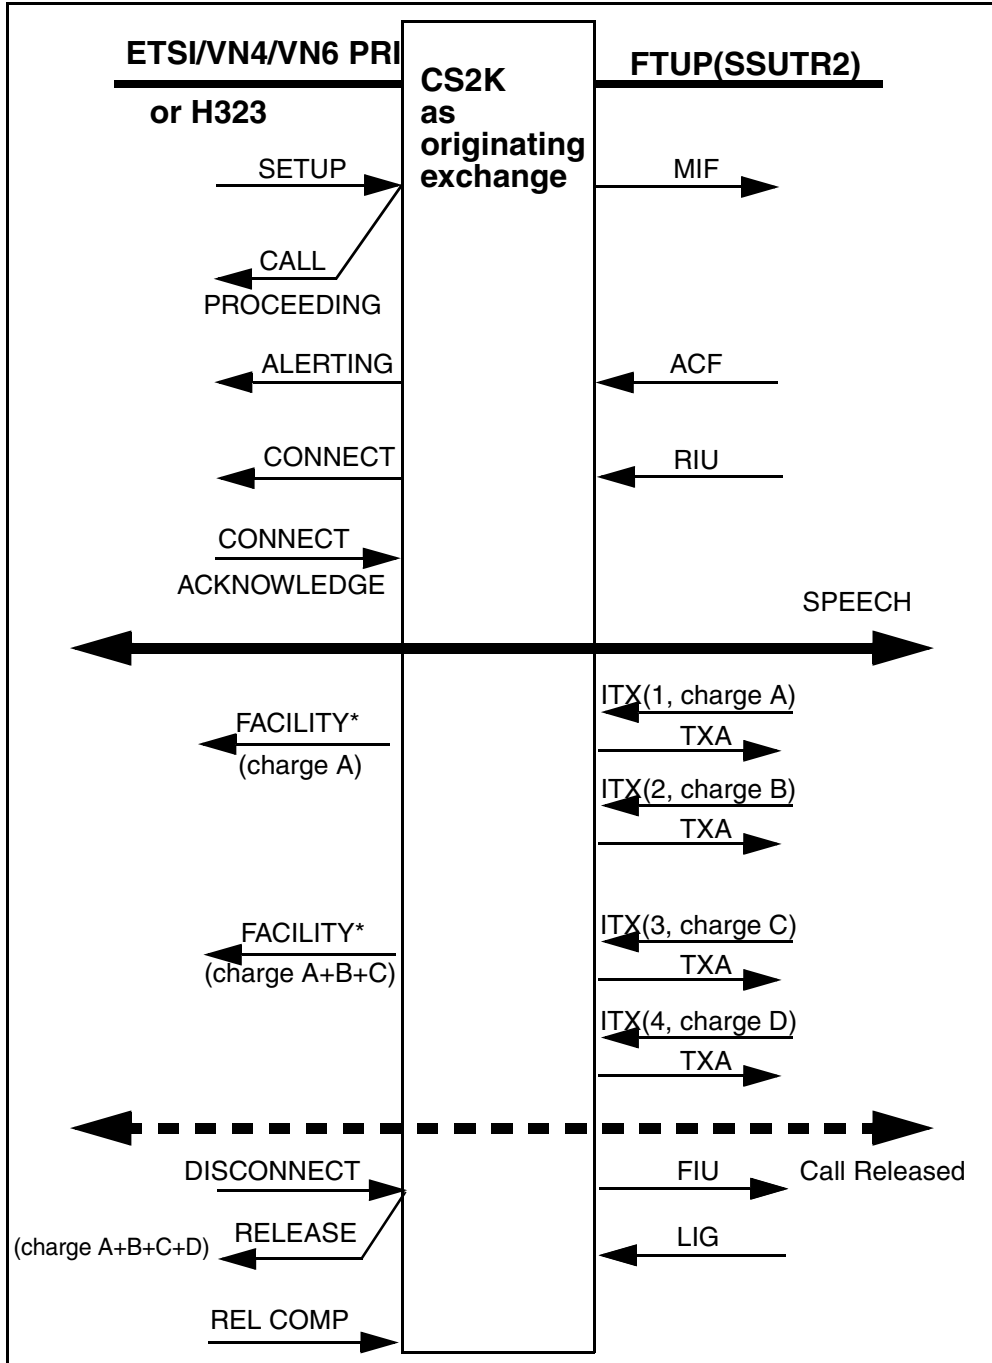 ETSI/VN4/VN6 PRI
or H323
CS2K
as
originating
exchange
FTUP(SSUTR2)
SETUP
MIF
CALL
PROCEEDING
ALERTING
ACF
CONNECT
RIU
CONNECT
ACKNOWLEDGE
SPEECH
ITX(1, charge A)
FACILITY*
(charge A)
TXA
ITX(2, charge B)
TXA
ITX(3, charge C)
FACILITY*
(charge A+B+C)
TXA
ITX(4, charge D)
TXA
DISCONNECT
FIU
Call Released
RELEASE
(charge A+B+C+D)
LIG
REL COMP